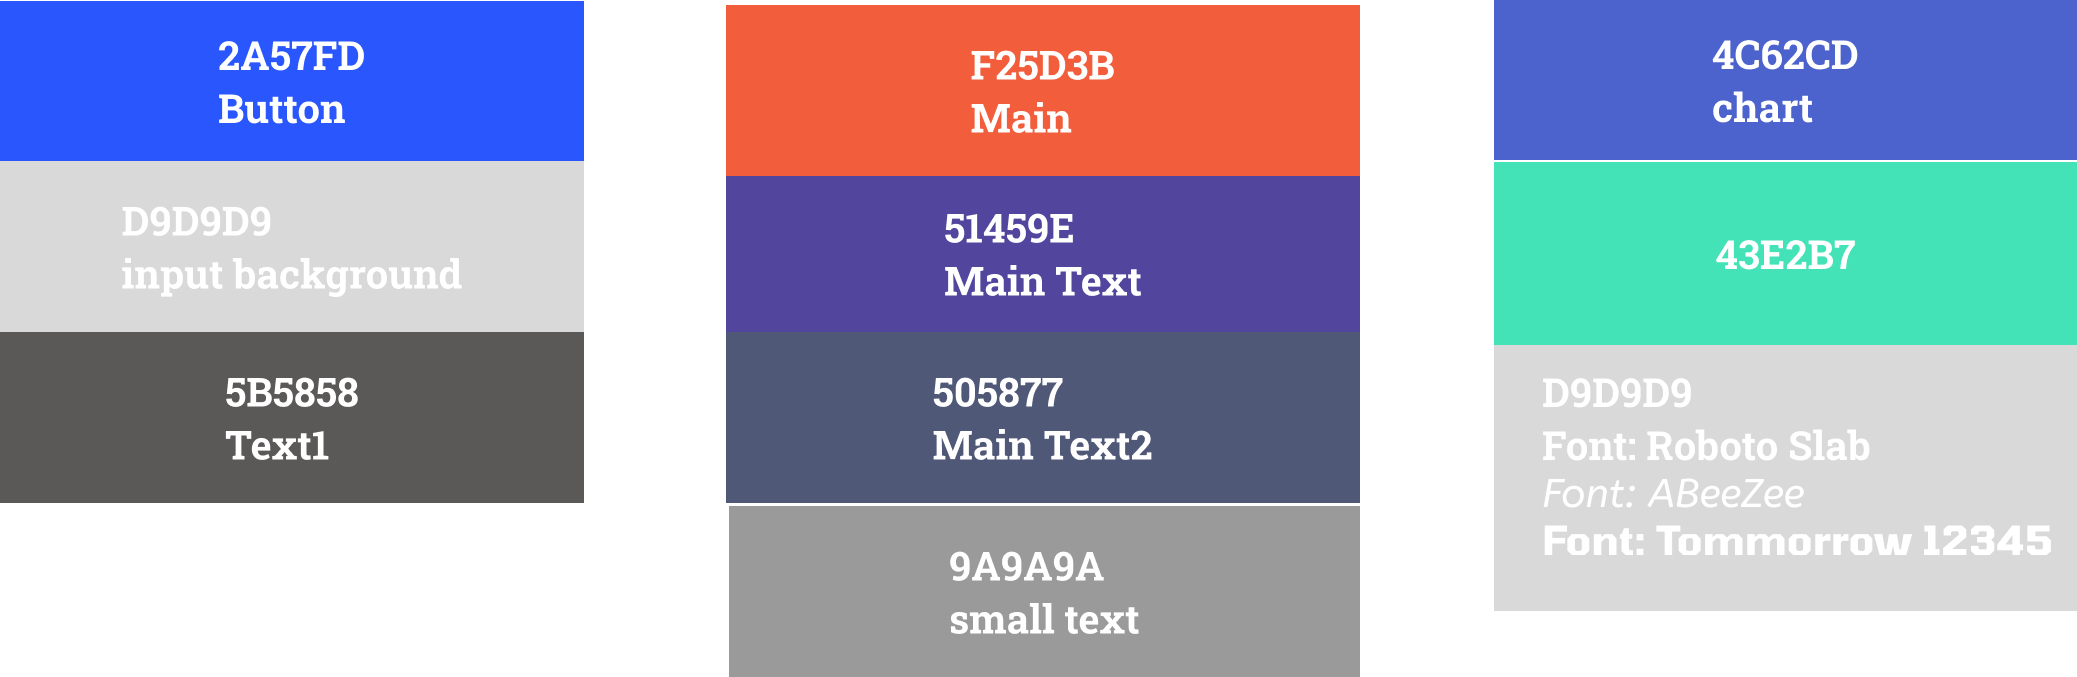 2A57FD
Button
D9D9D9
input background
5B5858
Text1
F25D3B
Main
51459E
Main Text
505877
Main Text2
9A9A9A
small text
4C62CD
chart
43E2B7
D9D9D9
Font: Roboto Slab
Font: ABeeZee
Font: Tommorrow 12345